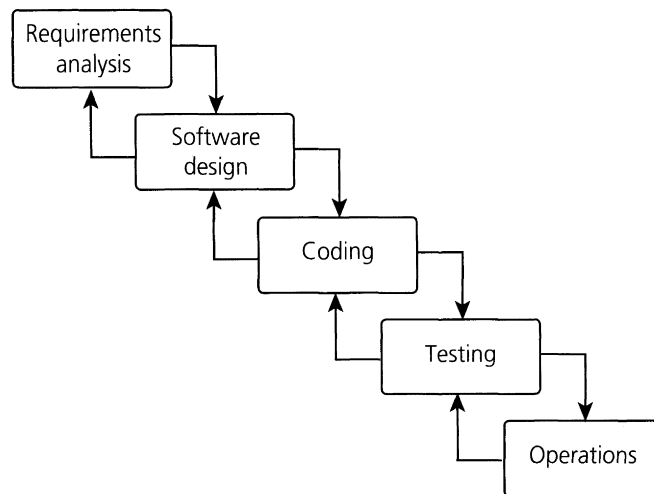 Requirements
analysis
Software
design
Coding
Testing
Operations